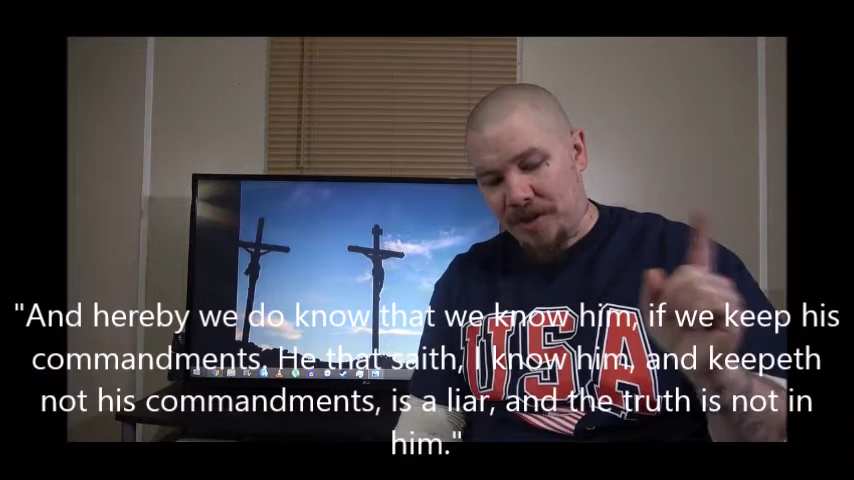 "And hereby we do know that we know him, if we keep his
commandments. He that saith, I know him, and keepeth
not his commandments, is a liar, and the truth is not in
him."
USA